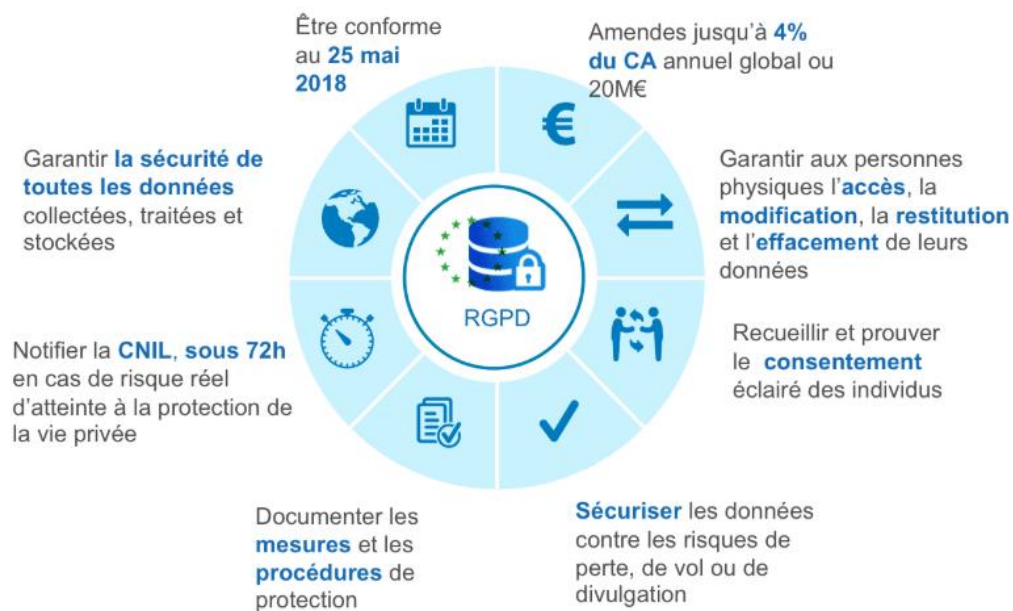 Être conforme
au 25 mai
2018
Amendes jusqu’à 4%
du CA annuel global ou
20M€
€
Garantir la sécurité de
toutes les données
collectées, traitées et
stockées
Garantir aux personnes
physiques l’accès, la
modification, la restitution
et l’effacement de leurs
données
RGPD
Notifier la CNIL, sous 72h
en cas de risque réel
d’atteinte à la protection de
la vie privée
Recueillir et prouver
le consentement
éclairé des individus
Documenter les
mesures et les
procédures de
protection
Sécuriser les données
contre les risques de
perte, de vol ou de
divulgation